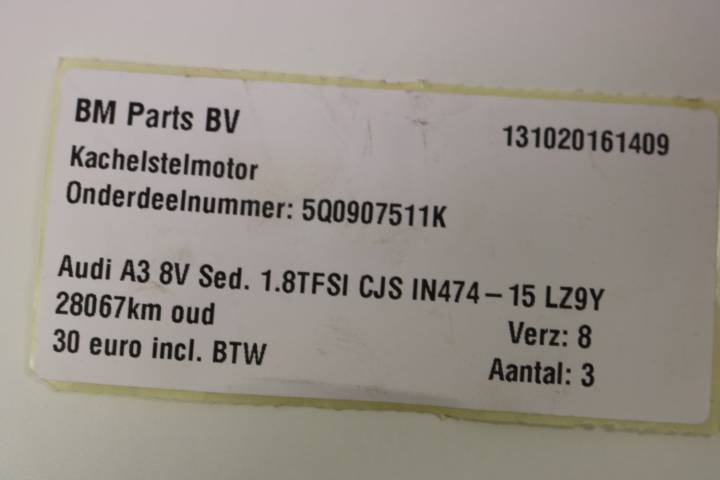 BM Parts BV
131020161409
Kachelstelmotor
Onderdeelnummer: 5Q0907511K
Audi A3 8V Sed. 1.8TFSI CJS IN474-15 LZ9Y
28067km oud
Verz: 8
30 euro incl. BTW
Aantal: 3